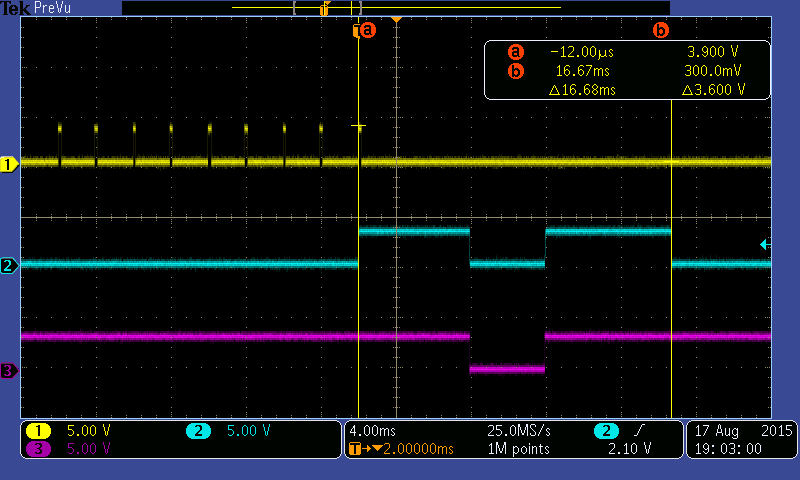 Tek PreVu
T a b
a −12.00µs 3.900 V
b 16.67ms 300.0mV
△16.68ms △3.600 V
1
2
3
1 5.00 V 2 5.00 V
3 5.00 V
4.00ms 25.0MS/s 2 2.10 V
T→▼2.00000ms 1M points
17 Aug 2015
19:03:00